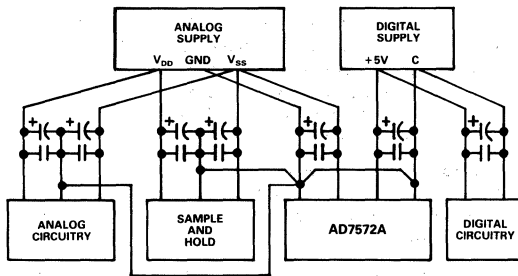 ANALOG
SUPPLY
V_DD GND V_SS
DIGITAL
SUPPLY
+5V C
+ + + + + + + +
ANALOG
CIRCUITRY
SAMPLE
AND
HOLD
AD7572A
DIGITAL
CIRCUITRY